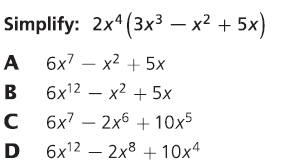 Simplify: 2x⁴(3x³ − x² + 5x)
A 6x⁷ − x² + 5x
B 6x¹² − x² + 5x
C 6x⁷ − 2x⁶ + 10x⁵
D 6x¹² − 2x⁸ + 10x⁴